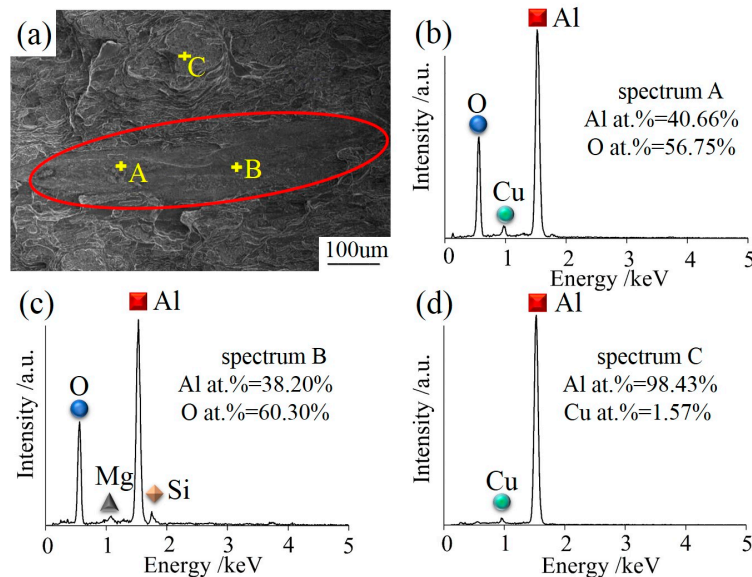 (a)
C
A
B
100um
(b)
Al
O
Cu
spectrum A
Al at.%=40.66%
O at.%=56.75%
Intensity /a.u.
0 1 2 3 4 5
Energy /keV
(c)
Al
O
Mg
Si
spectrum B
Al at.%=38.20%
O at.%=60.30%
Intensity /a.u.
0 1 2 3 4 5
Energy /keV
(d)
Al
Cu
spectrum C
Al at.%=98.43%
Cu at.%=1.57%
Intensity /a.u.
0 1 2 3 4 5
Energy /keV